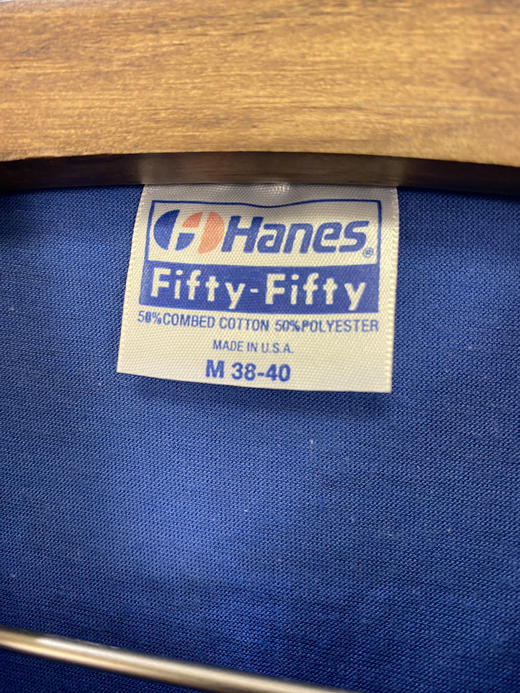 Hanes®
Fifty-Fifty
50%COMBED COTTON 50%POLYESTER
MADE IN U.S.A.
M 38-40